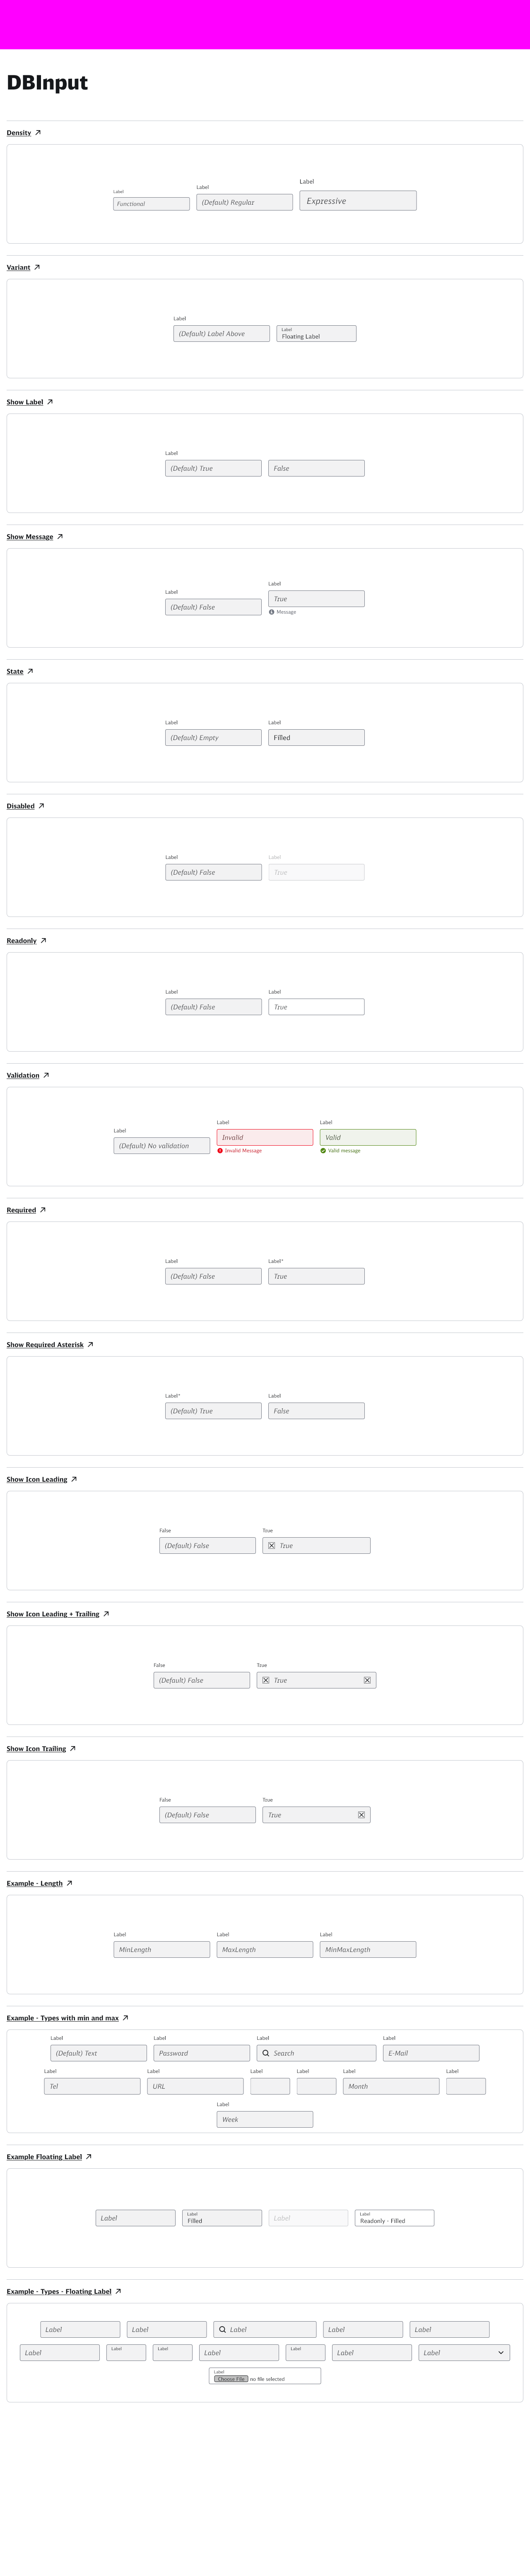 DBInput
Density
Label
Label
Label
Functional
(Default) Regular
Expressive
Variant
Label
(Default) Label Above
Label
Floating Label
Show Label
Label
(Default) True
False
Show Message
Label
Label
(Default) False
True
Message
State
Label
Label
(Default) Empty
Filled
Disabled
Label
Label
(Default) False
True
Readonly
Label
Label
(Default) False
True
Validation
Label
Label
Label
(Default) No validation
Invalid
Valid
Invalid Message
Valid message
Required
Label
Label*
(Default) False
True
Show Required Asterisk
Label*
Label
(Default) True
False
Show Icon Leading
False
True
(Default) False
True
Show Icon Leading + Trailing
False
True
(Default) False
True
Show Icon Trailing
False
True
(Default) False
True
Example - Length
Label
Label
Label
MinLength
MaxLength
MinMaxLength
Example - Types with min and max
Label
Label
Label
Label
(Default) Text
Password
Search
E-Mail
Label
Label
Label
Label
Label
Label
Tel
URL
Month
Label
Week
Example Floating Label
Label
Label
Filled
Label
Label
Readonly - Filled
Example - Types - Floating Label
Label
Label
Label
Label
Label
Label
Label
Label
Label
Label
Label
Label
Label
Choose File no file selected